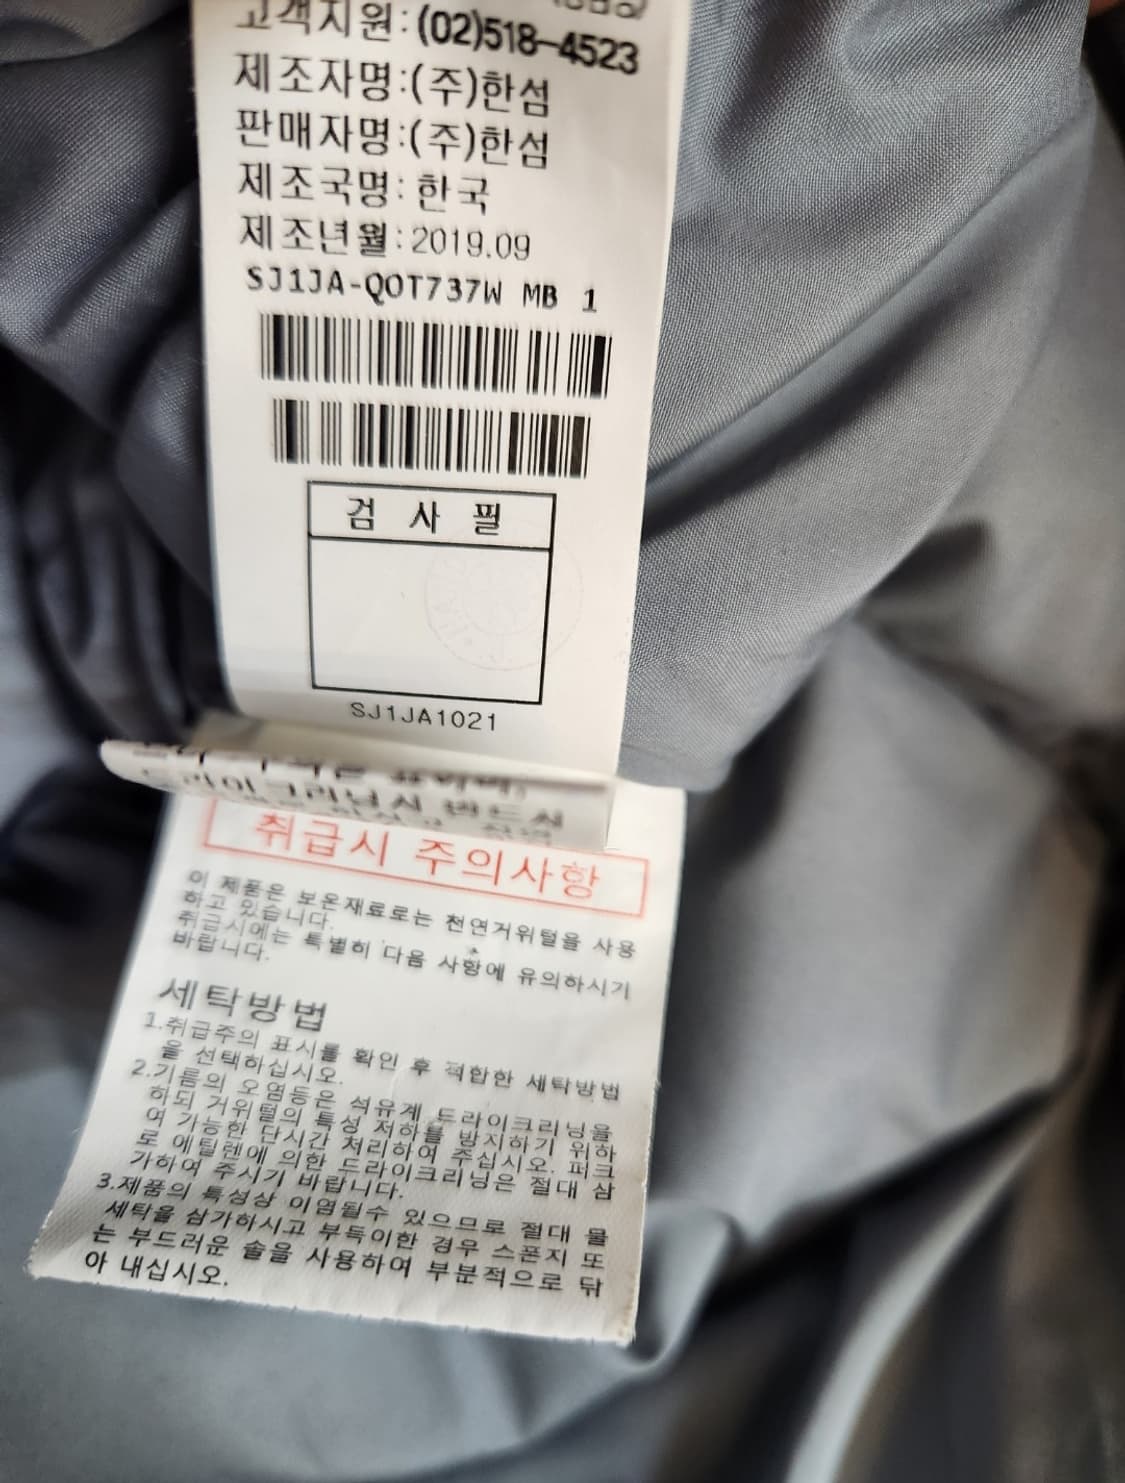 고객지원:(02)518-4523
제조자명:(주)한섬
판매자명:(주)한섬
제조국명: 한국
제조년월:2019.09
SJ1JA-QOT737W MB 1
검 사 필
SJ1JA1021
드라이크리닝시 반드시
취급시 주의사항
이 제품은 보온재료로는 천연거위털을 사용
하고 있습니다.
취급시에는 특별히 다음 사항에 유의하시기
바랍니다.
세탁방법
1.취급주의 표시를 확인 후 적합한 세탁방법
을 선택하십시오.
2.기름의 오염등은 석유계 드라이크리닝을
하되 거위털의 특성 저하를 방지하기 위하
여 가능한 단시간 처리하여 주십시오. 퍼크
로 에틸렌에 의한 드라이크리닝은 절대 삼
가하여 주시기 바랍니다.
3.제품의 특성상 이염될수 있으므로 절대 물
세탁을 삼가하시고 부득이한 경우 스폰지 또
는 부드러운 솔을 사용하여 부분적으로 닦
아 내십시오.